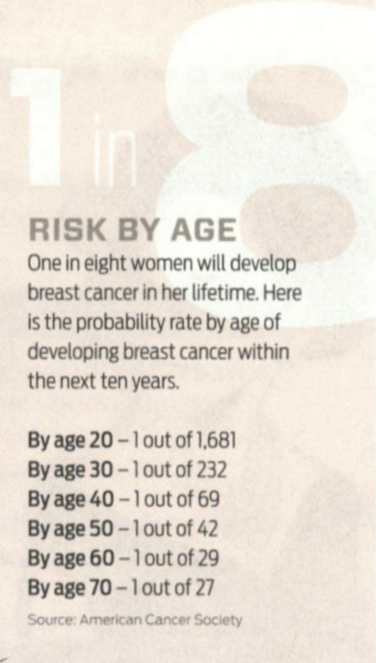 1 in 8
RISK BY AGE
One in eight women will develop
breast cancer in her lifetime. Here
is the probability rate by age of
developing breast cancer within
the next ten years.
By age 20 – 1 out of 1,681
By age 30 – 1 out of 232
By age 40 – 1 out of 69
By age 50 – 1 out of 42
By age 60 – 1 out of 29
By age 70 – 1 out of 27
Source: American Cancer Society